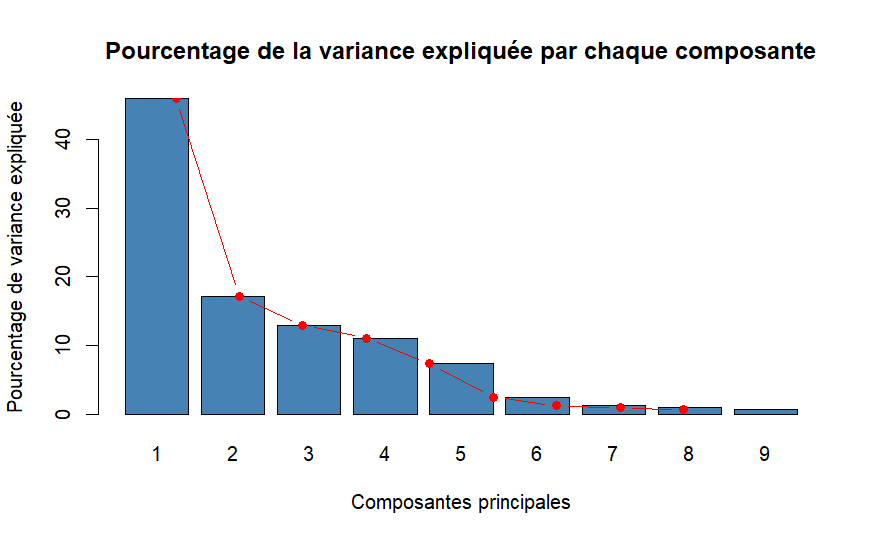 Pourcentage de la variance expliquée par chaque composante
Pourcentage de variance expliquée
40
30
20
10
0
1 2 3 4 5 6 7 8 9
Composantes principales